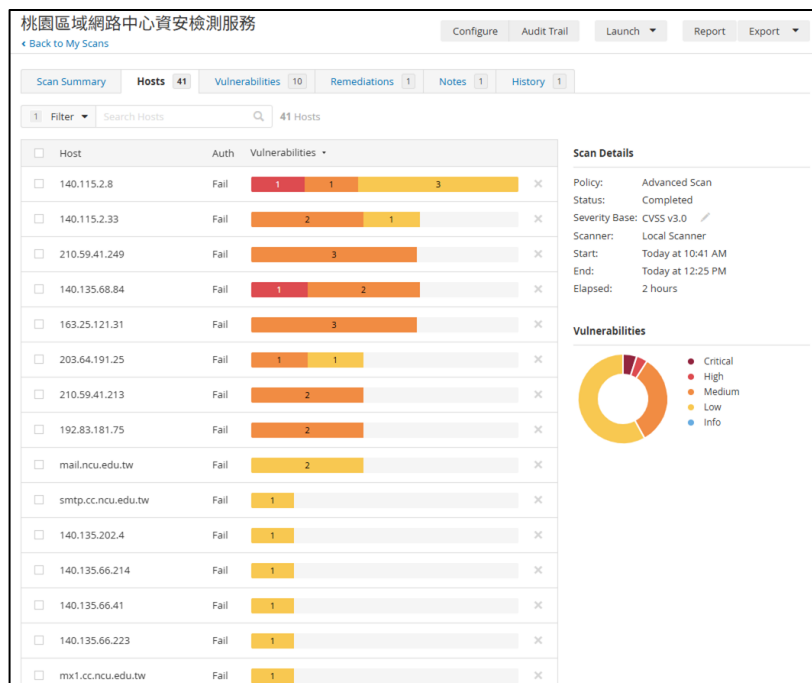 桃園區域網路中心資安檢測服務
‹ Back to My Scans
Configure Audit Trail Launch Report Export
Scan Summary Hosts 41 Vulnerabilities 10 Remediations 1 Notes 1 History 1
1 Filter Search Hosts 41 Hosts
Host Auth Vulnerabilities
140.115.2.8 Fail 1 1 3
140.115.2.33 Fail 2 1
210.59.41.249 Fail 3
140.135.68.84 Fail 1 2
163.25.121.31 Fail 3
203.64.191.25 Fail 1 1
210.59.41.213 Fail 2
192.83.181.75 Fail 2
mail.ncu.edu.tw Fail 2
smtp.cc.ncu.edu.tw Fail 1
140.135.202.4 Fail 1
140.135.66.214 Fail 1
140.135.66.41 Fail 1
140.135.66.223 Fail 1
mx1.cc.ncu.edu.tw Fail 1
Scan Details
Policy: Advanced Scan
Status: Completed
Severity Base: CVSS v3.0
Scanner: Local Scanner
Start: Today at 10:41 AM
End: Today at 12:25 PM
Elapsed: 2 hours
Vulnerabilities
Critical
High
Medium
Low
Info